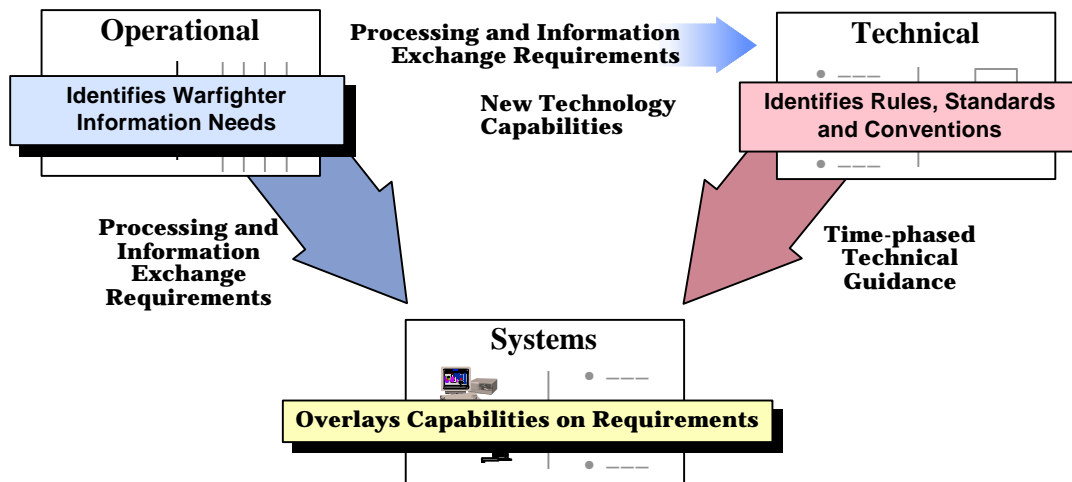 Operational
Identifies Warfighter
Information Needs
Processing and Information
Exchange Requirements
New Technology
Capabilities
Technical
Identifies Rules, Standards
and Conventions
Processing and
Information
Exchange
Requirements
Time-phased
Technical
Guidance
Systems
Overlays Capabilities on Requirements